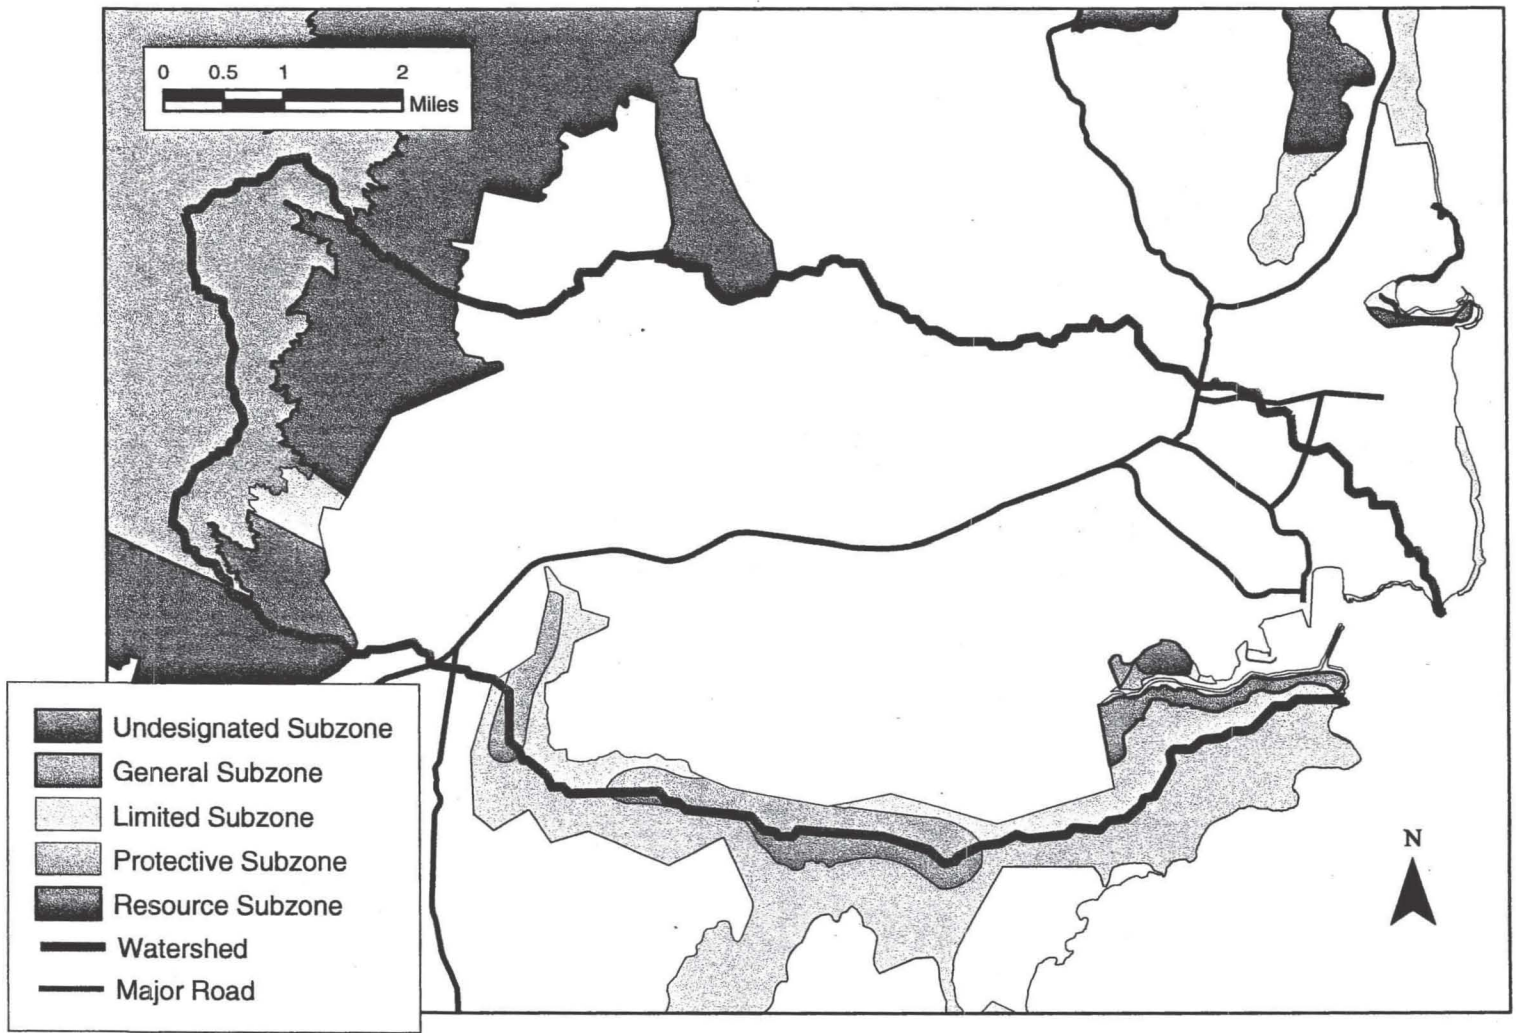 0 0.5 1 2
Miles
Undesignated Subzone
General Subzone
Limited Subzone
Protective Subzone
Resource Subzone
Watershed
Major Road
N